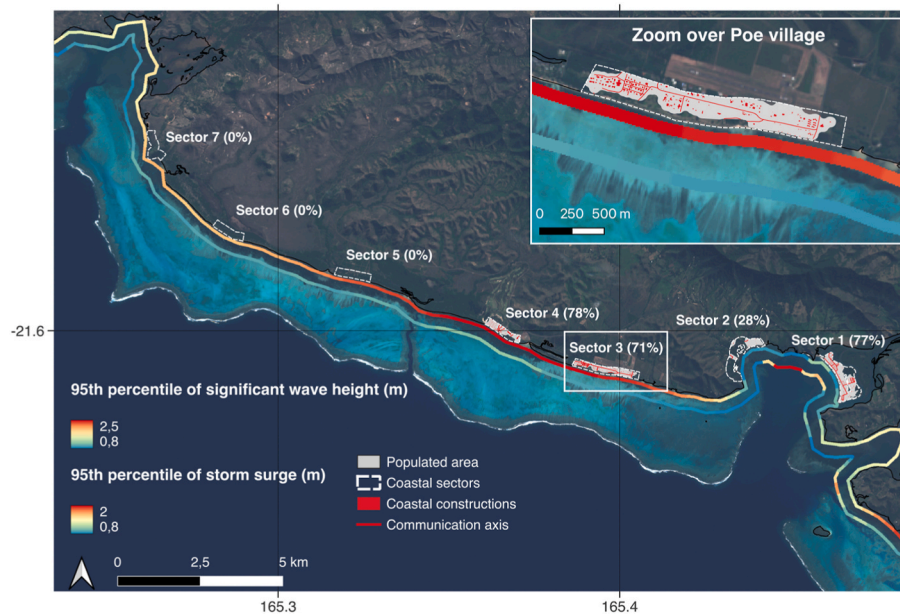 Zoom over Poe village
0 250 500 m
Sector 7 (0%)
Sector 6 (0%)
Sector 5 (0%)
Sector 4 (78%)
Sector 3 (71%)
Sector 2 (28%)
Sector 1 (77%)
-21.6
95th percentile of significant wave height (m)
2,5
0,8
95th percentile of storm surge (m)
2
0,8
Populated area
Coastal sectors
Coastal constructions
Communication axis
0 2,5 5 km
165.3 165.4